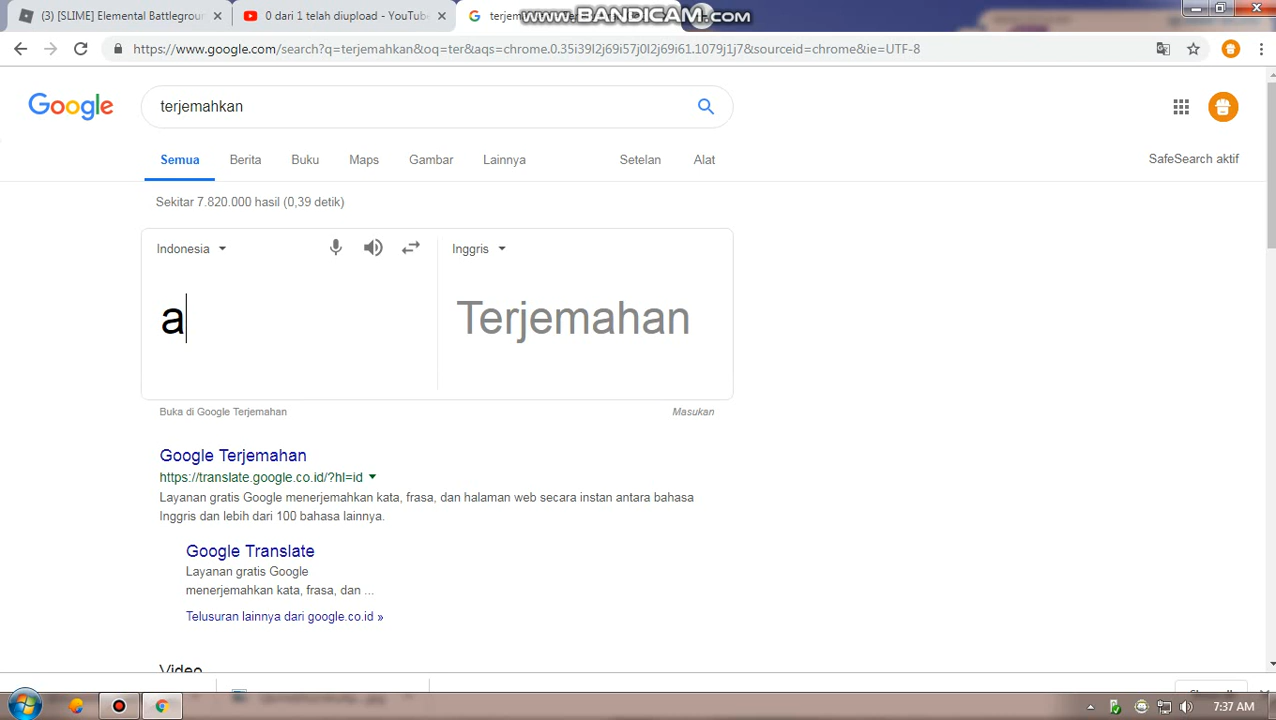 (3) [SLIME] Elemental Battlegroun
0 dari 1 telah diupload - YouTube
terjem
www.BANDICAM.com
https://www.google.com/search?q=terjemahkan&oq=ter&aqs=chrome.0.35i39l2j69i57j0l2j69i61.1079j1j7&sourceid=chrome&ie=UTF-8
Google
terjemahkan
Semua Berita Buku Maps Gambar Lainnya Setelan Alat
SafeSearch aktif
Sekitar 7.820.000 hasil (0,39 detik)
Indonesia
Inggris
a
Terjemahan
Buka di Google Terjemahan
Masukan
Google Terjemahan
https://translate.google.co.id/?hl=id
Layanan gratis Google menerjemahkan kata, frasa, dan halaman web secara instan antara bahasa
Inggris dan lebih dari 100 bahasa lainnya.
Google Translate
Layanan gratis Google
menerjemahkan kata, frasa, dan ...
Telusuran lainnya dari google.co.id »
Video
7:37 AM